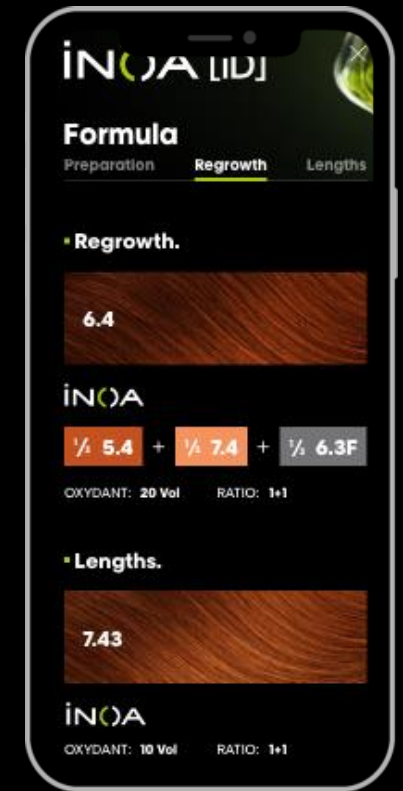 iNOA [iD]
Formula
Preparation Regrowth Lengths
Regrowth.
6.4
iNOA
⅓ 5.4 + ⅓ 7.4 + ⅓ 6.3F
OXYDANT: 20 Vol RATIO: 1+1
Lengths.
7.43
iNOA
OXYDANT: 10 Vol RATIO: 1+1